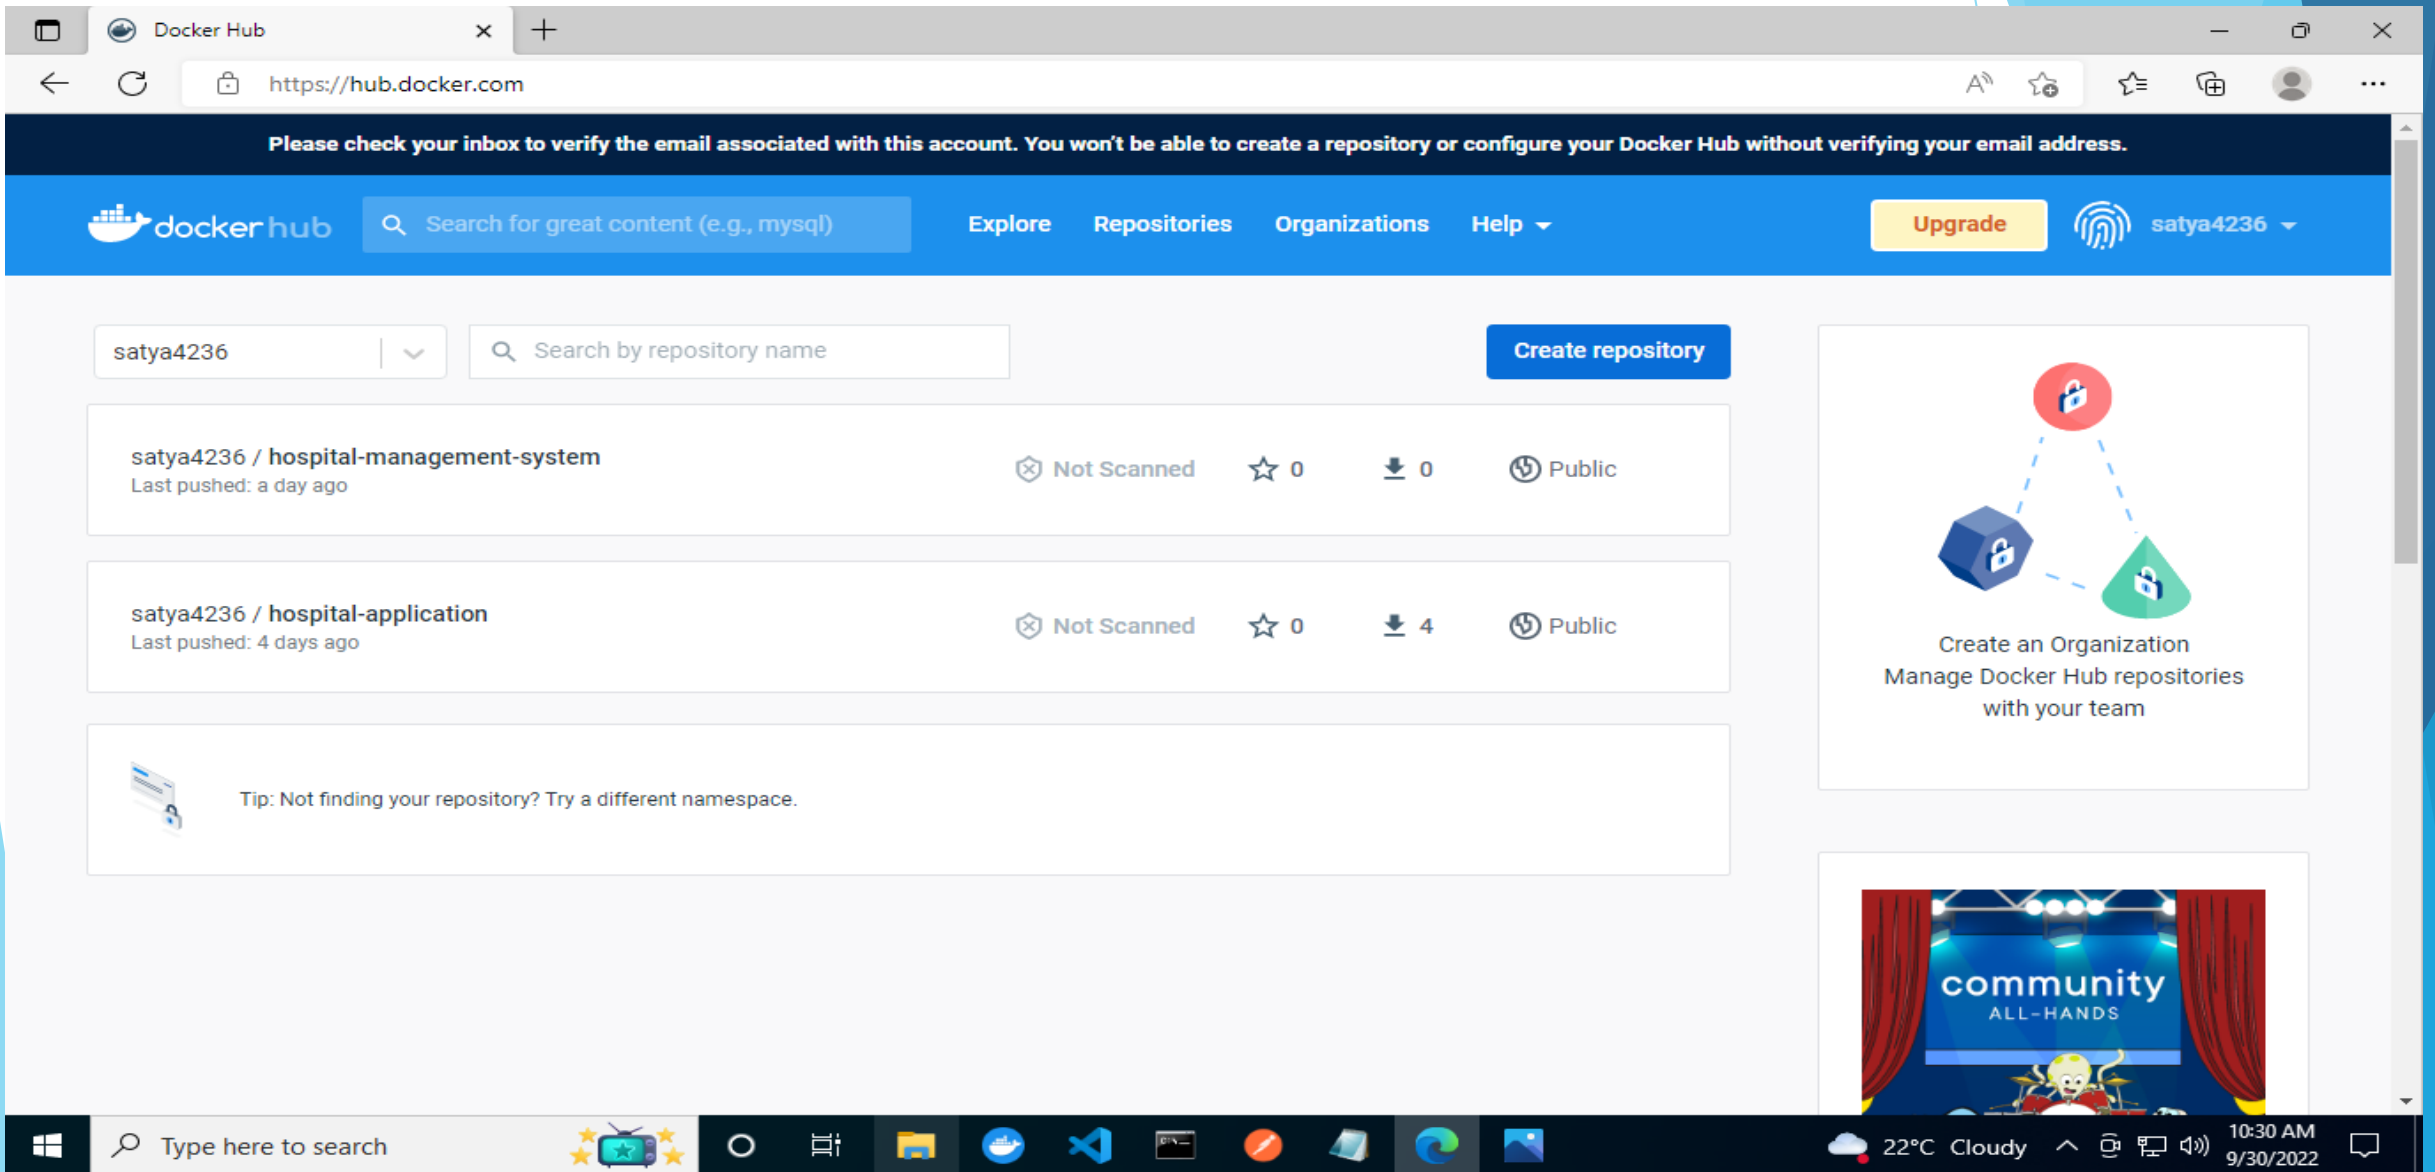 Docker Hub
https://hub.docker.com
Please check your inbox to verify the email associated with this account. You won't be able to create a repository or configure your Docker Hub without verifying your email address.
dockerhub Search for great content (e.g., mysql) Explore Repositories Organizations Help Upgrade satya4236
satya4236 Search by repository name Create repository
satya4236 / hospital-management-system
Last pushed: a day ago
Not Scanned 0 0 Public
satya4236 / hospital-application
Last pushed: 4 days ago
Not Scanned 0 4 Public
Tip: Not finding your repository? Try a different namespace.
Create an Organization
Manage Docker Hub repositories
with your team
community
ALL-HANDS
Type here to search
22°C Cloudy
10:30 AM
9/30/2022